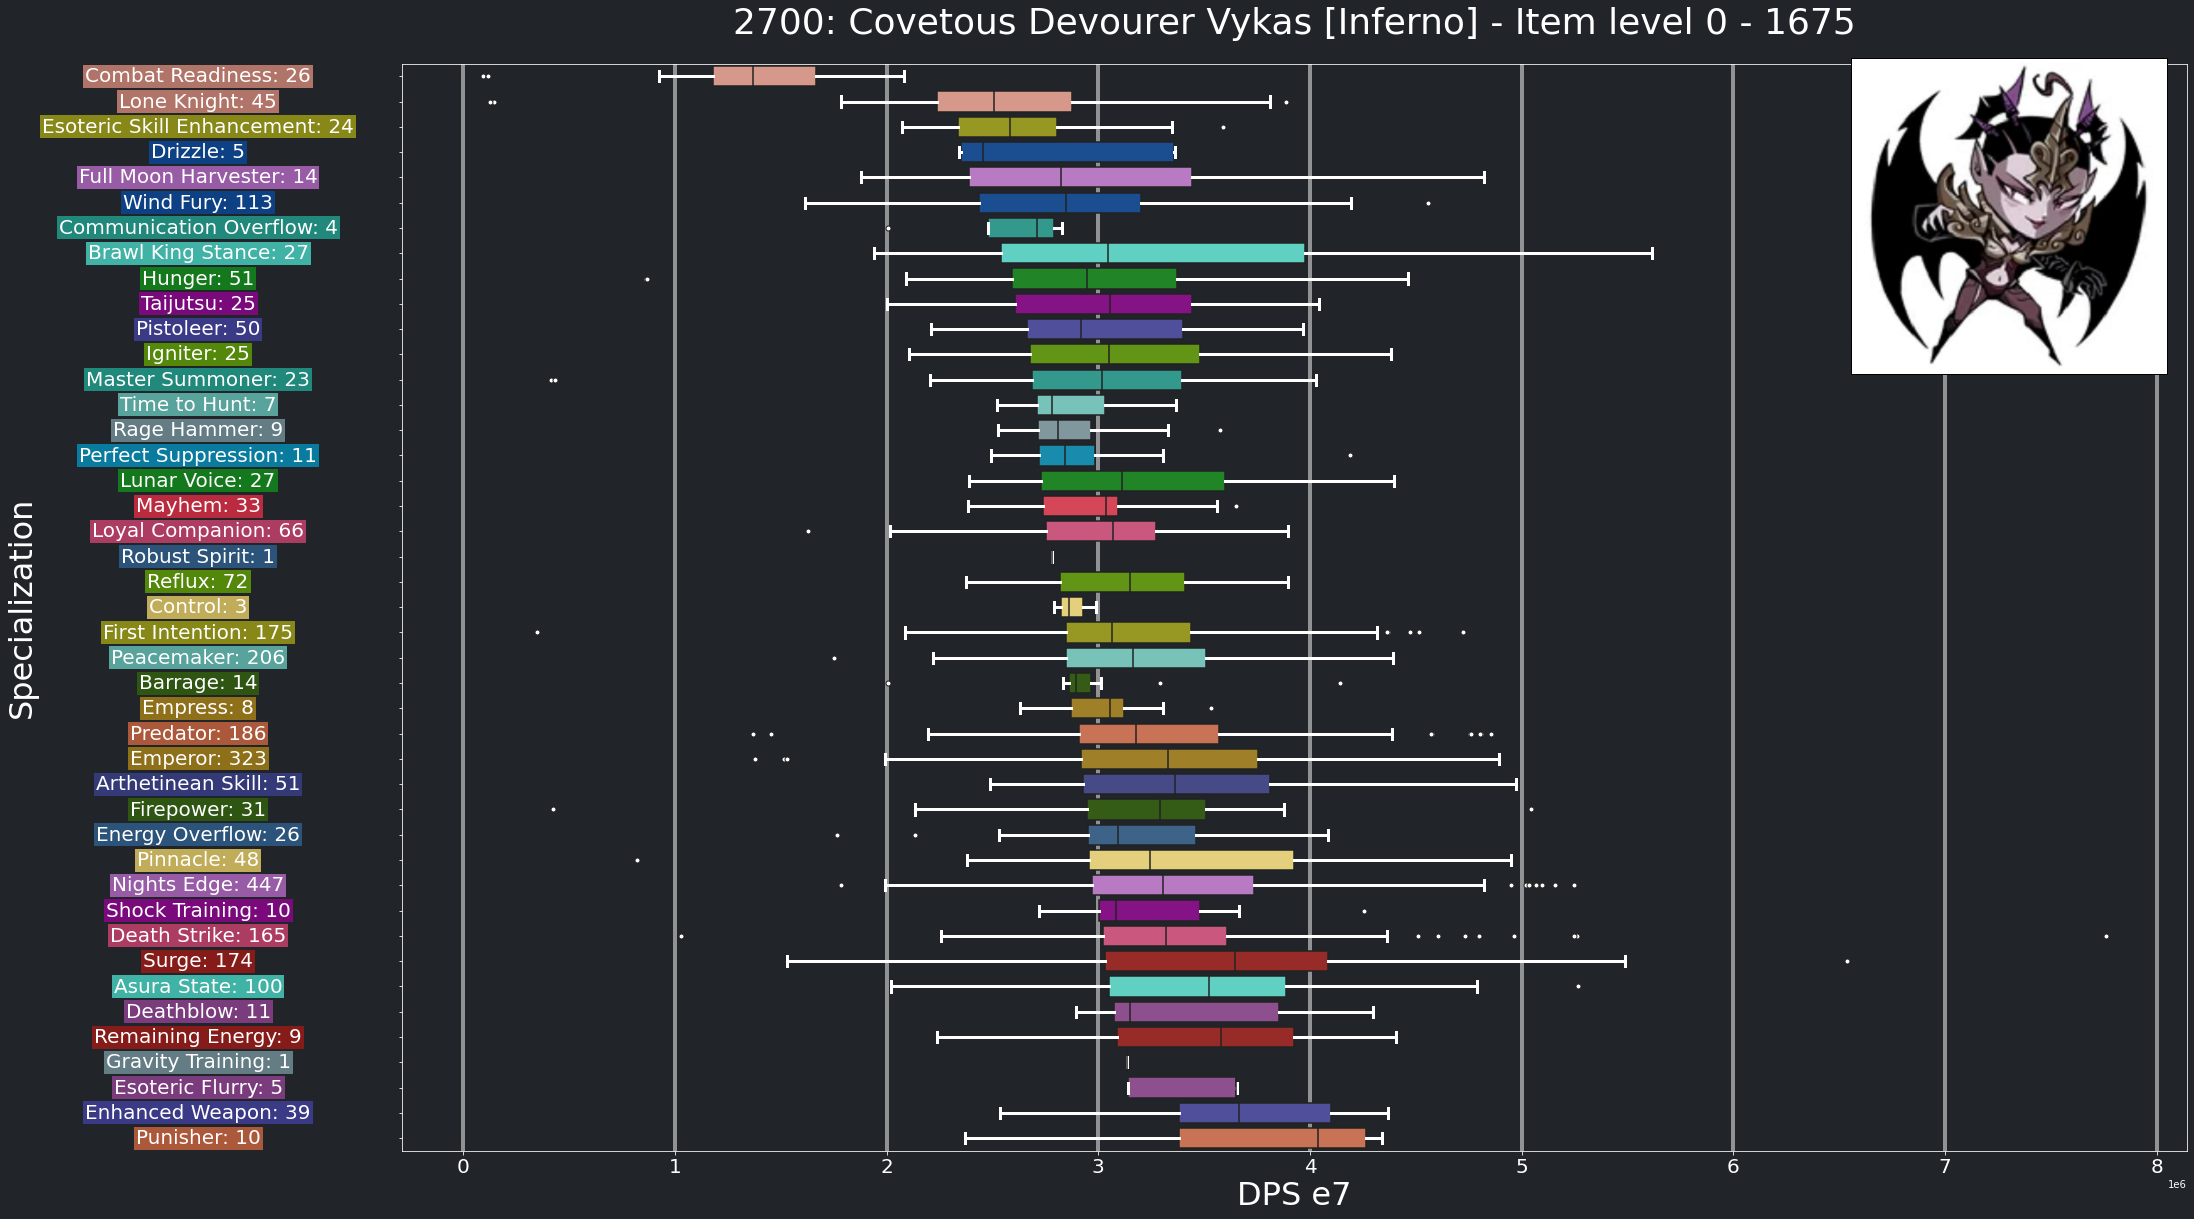 2700: Covetous Devourer Vykas [Inferno] - Item level 0 - 1675
Specialization
Combat Readiness: 26
Lone Knight: 45
Esoteric Skill Enhancement: 24
Drizzle: 5
Full Moon Harvester: 14
Wind Fury: 113
Communication Overflow: 4
Brawl King Stance: 27
Hunger: 51
Taijutsu: 25
Pistoleer: 50
Igniter: 25
Master Summoner: 23
Time to Hunt: 7
Rage Hammer: 9
Perfect Suppression: 11
Lunar Voice: 27
Mayhem: 33
Loyal Companion: 66
Robust Spirit: 1
Reflux: 72
Control: 3
First Intention: 175
Peacemaker: 206
Barrage: 14
Empress: 8
Predator: 186
Emperor: 323
Arthetinean Skill: 51
Firepower: 31
Energy Overflow: 26
Pinnacle: 48
Nights Edge: 447
Shock Training: 10
Death Strike: 165
Surge: 174
Asura State: 100
Deathblow: 11
Remaining Energy: 9
Gravity Training: 1
Esoteric Flurry: 5
Enhanced Weapon: 39
Punisher: 10
0 1 2 3 4 5 6 7 8
1e6
DPS e7